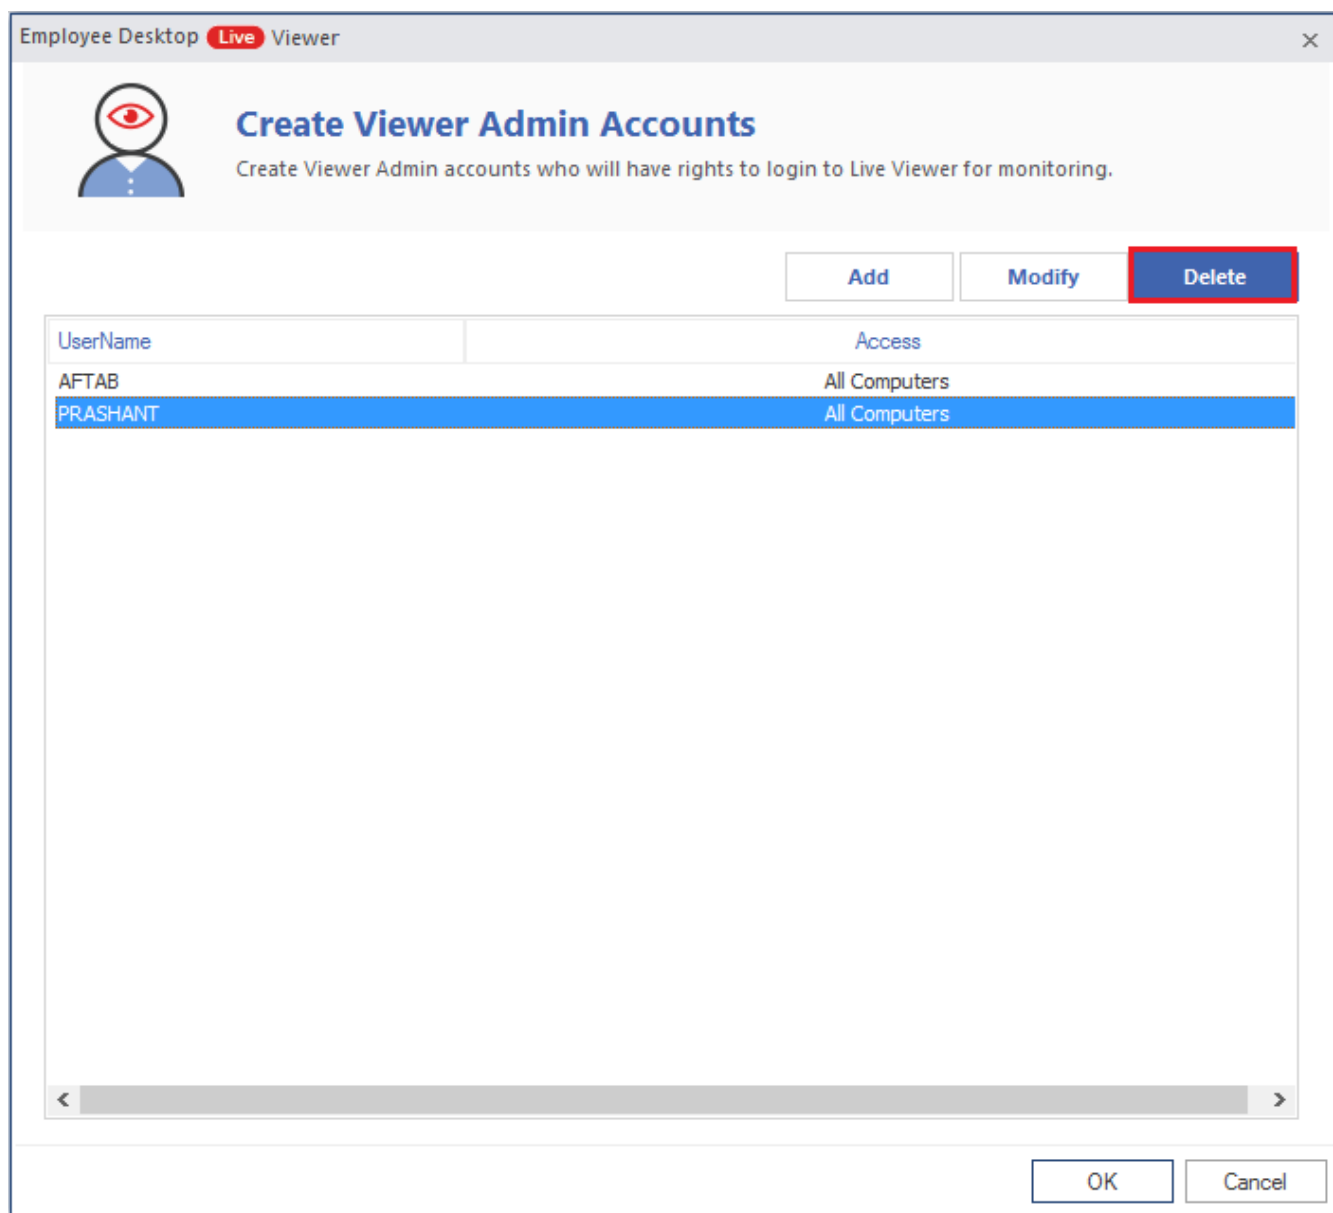 Employee Desktop Live Viewer
Create Viewer Admin Accounts
Create Viewer Admin accounts who will have rights to login to Live Viewer for monitoring.
Add Modify Delete
UserName Access
AFTAB All Computers
PRASHANT All Computers
OK Cancel